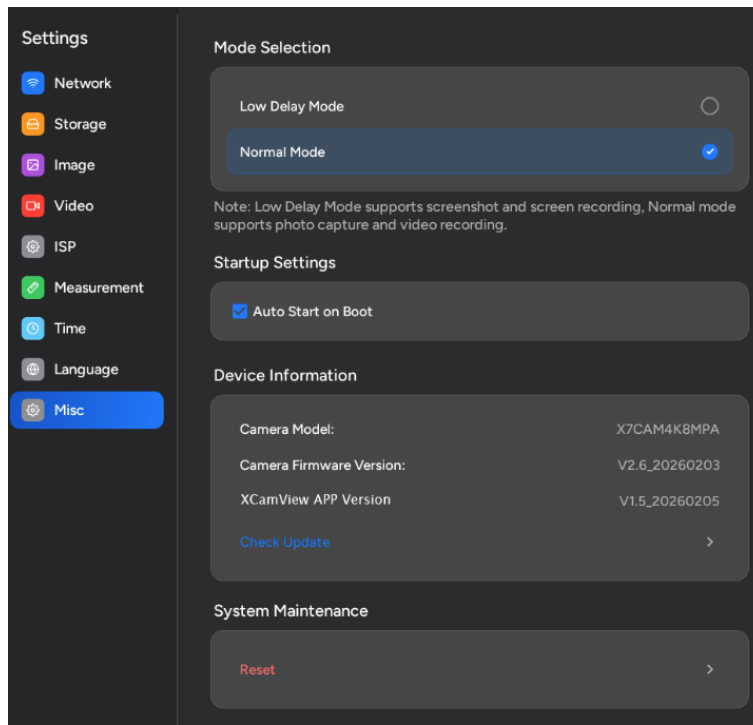 Settings
Network
Storage
Image
Video
ISP
Measurement
Time
Language
Misc
Mode Selection
Low Delay Mode
Normal Mode
Note: Low Delay Mode supports screenshot and screen recording, Normal mode
supports photo capture and video recording.
Startup Settings
Auto Start on Boot
Device Information
Camera Model: X7CAM4K8MPA
Camera Firmware Version: V2.6_20260203
XCamView APP Version V1.5_20260205
Check Update
System Maintenance
Reset